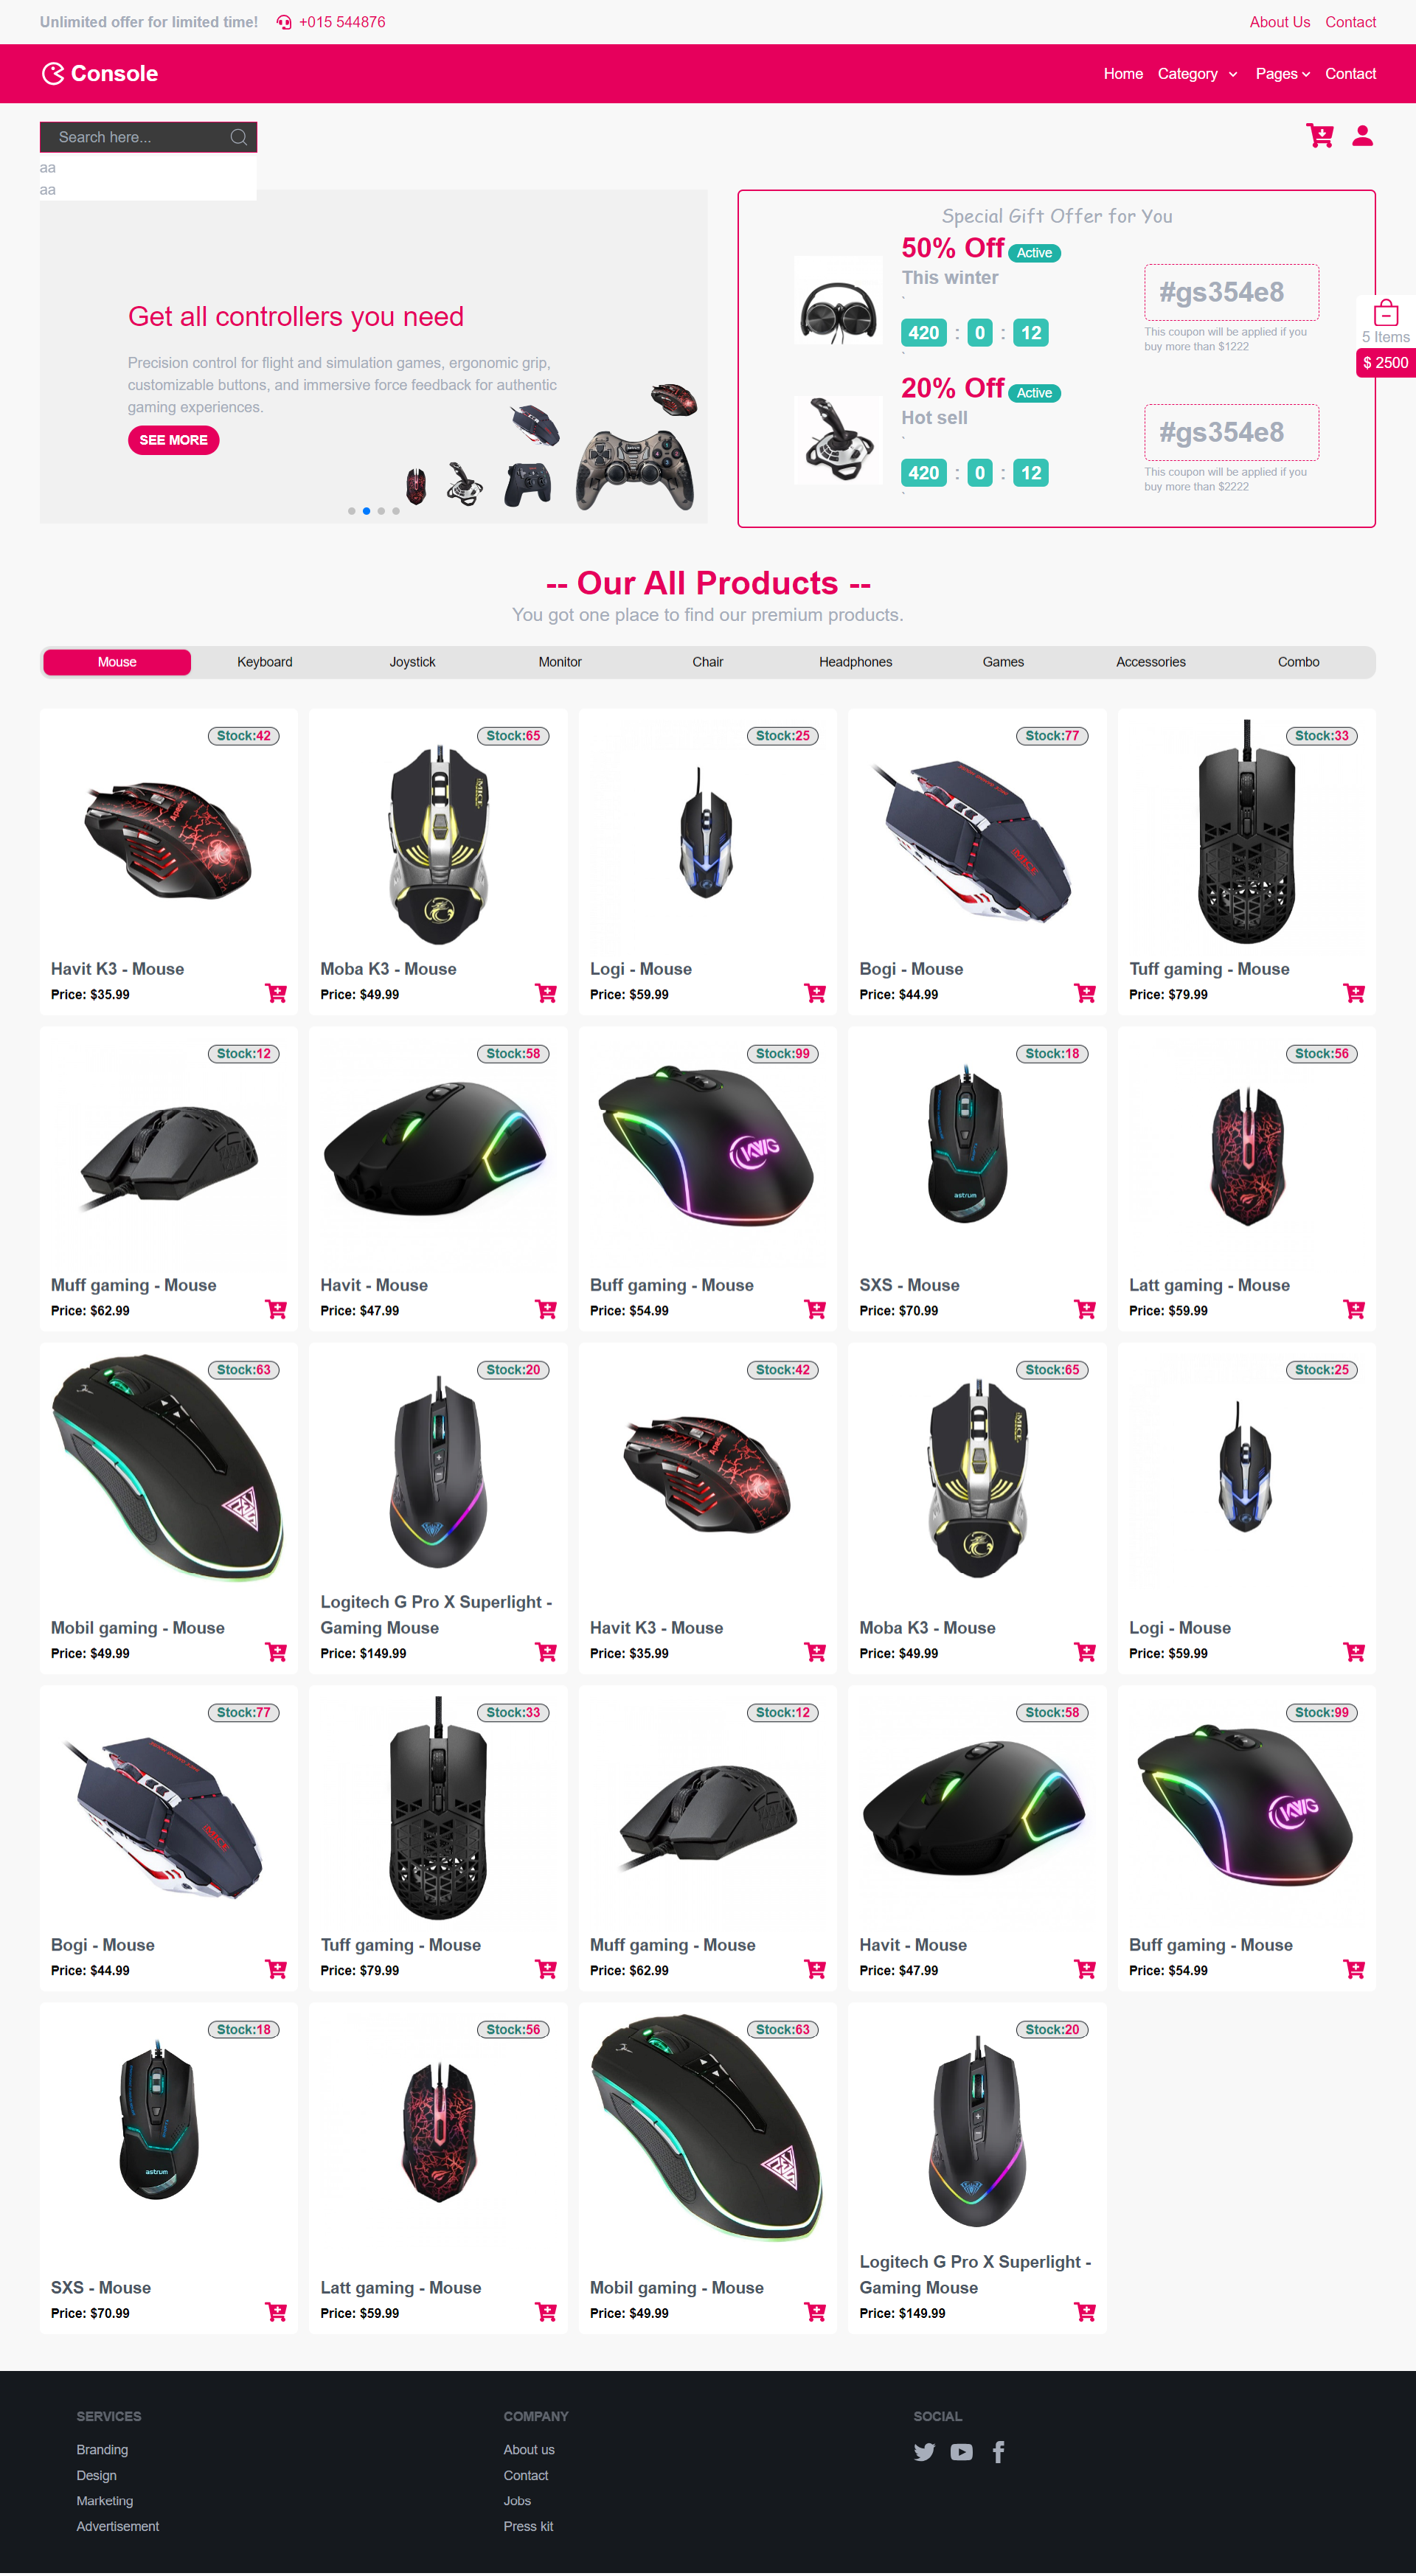 Unlimited offer for limited time! +015 544876 About Us Contact
Console Home Category Pages Contact
Search here...
aa
aa
Get all controllers you need
Precision control for flight and simulation games, ergonomic grip,
customizable buttons, and immersive force feedback for authentic
gaming experiences.
SEE MORE
Special Gift Offer for You
50% Off Active
This winter
420 : 0 : 12
#gs354e8
This coupon will be applied if you
buy more than $1222
20% Off Active
Hot sell
420 : 0 : 12
#gs354e8
This coupon will be applied if you
buy more than $2222
5 Items
$ 2500
-- Our All Products --
You got one place to find our premium products.
Mouse Keyboard Joystick Monitor Chair Headphones Games Accessories Combo
Stock:42 Stock:65 Stock:25 Stock:77 Stock:33
Havit K3 - Mouse Moba K3 - Mouse Logi - Mouse Bogi - Mouse Tuff gaming - Mouse
Price: $35.99 Price: $49.99 Price: $59.99 Price: $44.99 Price: $79.99
Stock:12 Stock:58 Stock:99 Stock:18 Stock:56
astrum
Muff gaming - Mouse Havit - Mouse Buff gaming - Mouse SXS - Mouse Latt gaming - Mouse
Price: $62.99 Price: $47.99 Price: $54.99 Price: $70.99 Price: $59.99
Stock:63 Stock:20 Stock:42 Stock:65 Stock:25
Logitech G Pro X Superlight -
Mobil gaming - Mouse Gaming Mouse Havit K3 - Mouse Moba K3 - Mouse Logi - Mouse
Price: $49.99 Price: $149.99 Price: $35.99 Price: $49.99 Price: $59.99
Stock:77 Stock:33 Stock:12 Stock:58 Stock:99
Bogi - Mouse Tuff gaming - Mouse Muff gaming - Mouse Havit - Mouse Buff gaming - Mouse
Price: $44.99 Price: $79.99 Price: $62.99 Price: $47.99 Price: $54.99
Stock:18 Stock:56 Stock:63 Stock:20
astrum
Logitech G Pro X Superlight -
SXS - Mouse Latt gaming - Mouse Mobil gaming - Mouse Gaming Mouse
Price: $70.99 Price: $59.99 Price: $49.99 Price: $149.99
SERVICES COMPANY SOCIAL
Branding About us
Design Contact
Marketing Jobs
Advertisement Press kit